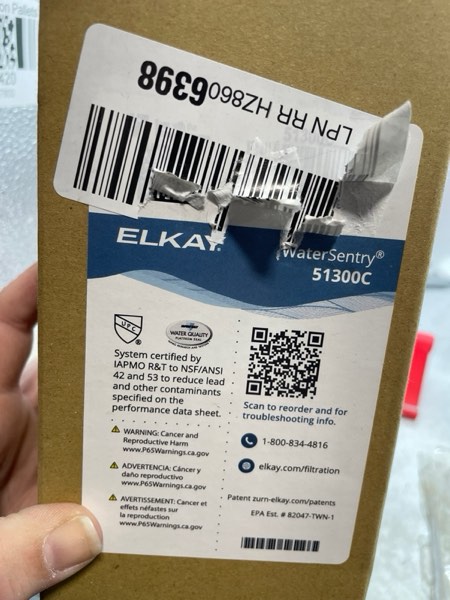 on Pallets
LPN RR HZ8606398
ELKAY
WaterSentry®
51300C
UPC
®
WATER QUALITY
System certified by
IAPMO R&T to NSF/ANSI
42 and 53 to reduce lead
and other contaminants
specified on the
performance data sheet.
WARNING: Cancer and
Reproductive Harm
www.P65Warnings.ca.gov
ADVERTENCIA: Cáncer y
daño reproductivo
www.P65Warnings.ca.gov
AVERTISSEMENT: Cancer et
effets néfastes sur
la reproduction
www.P65Warnings.ca.gov
Scan to reorder and for
troubleshooting info.
1-800-834-4816
elkay.com/filtration
Patent zurn-elkay.com/patents
EPA Est. # 82047-TWN-1